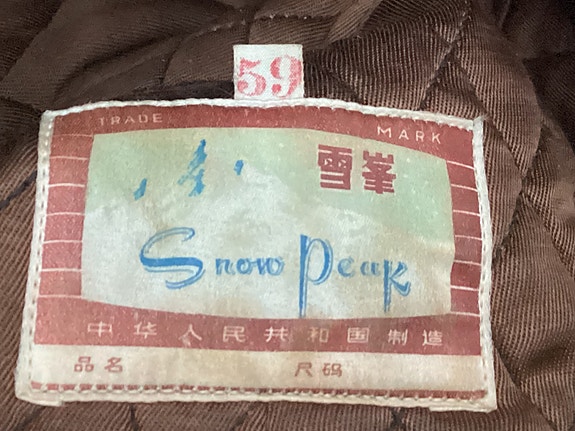 59
TRADE MARK
雪峯
Snow Peak
中华人民共和国制造
品名 尺码